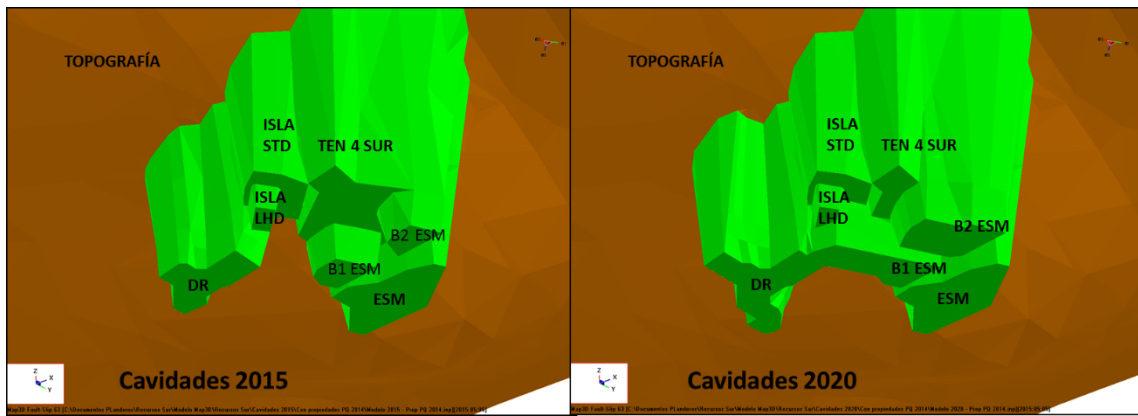 TOPOGRAFÍA
ISLA
STD
TEN 4 SUR
ISLA
LHD
B2 ESM
B1 ESM
DR
ESM
Z
X
Y
Cavidades 2015
TOPOGRAFÍA
ISLA
STD
TEN 4 SUR
ISLA
LHD
B2 ESM
B1 ESM
DR
ESM
Z
X
Y
Cavidades 2020